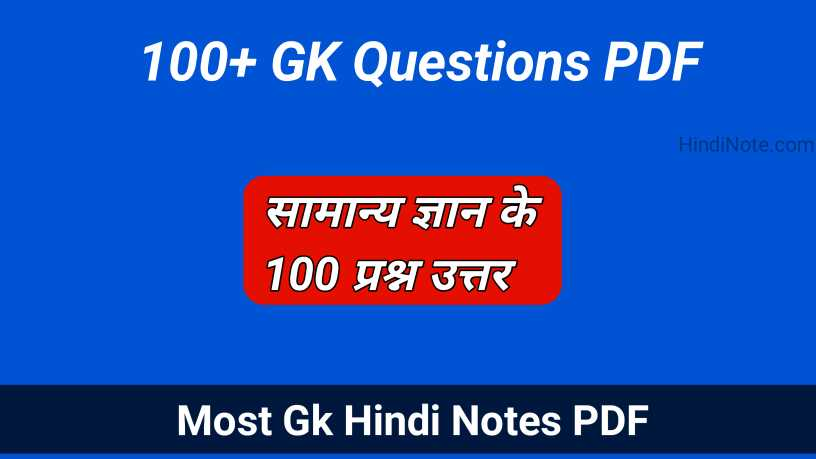 100+ GK Questions PDF
HindiNote.com
सामान्य ज्ञान के
100 प्रश्न उत्तर
Most Gk Hindi Notes PDF